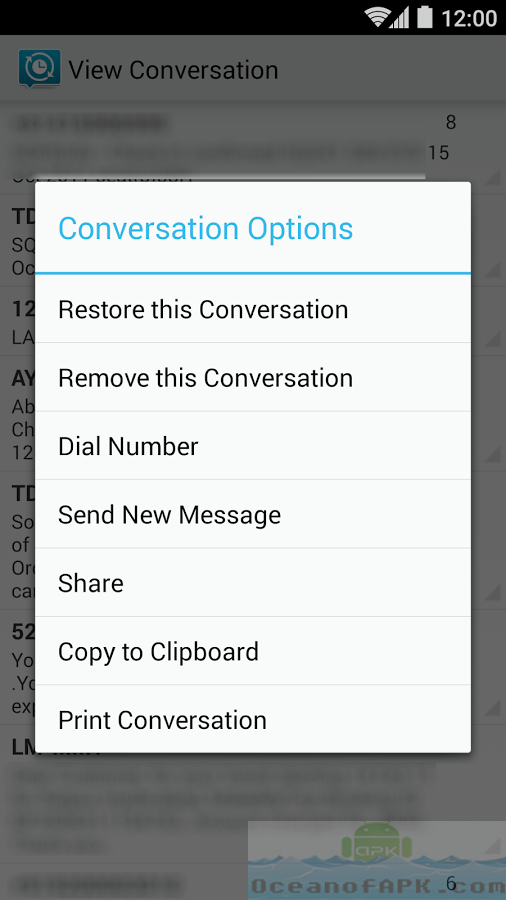 12:00
View Conversation
8
15
TD
SQ
Oc
12
LA
AY
Ab
Ch
12
TD
So
of
Or
ca
52
Yo
.Yo
exp
Conversation Options
Restore this Conversation
Remove this Conversation
Dial Number
Send New Message
Share
Copy to Clipboard
Print Conversation
APK
OceanofAPK.com
6